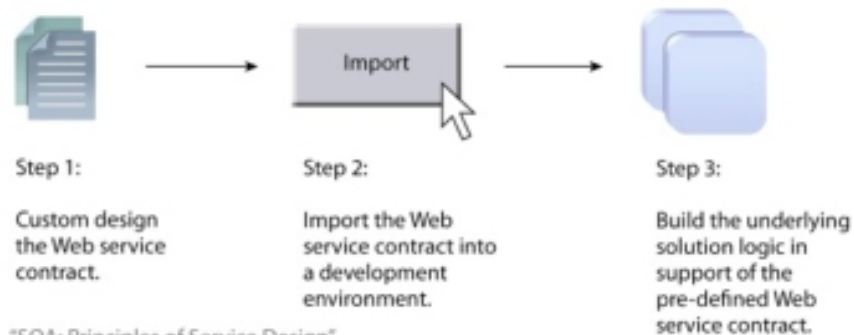 Import
Step 1:
Custom design
the Web service
contract.
Step 2:
Import the Web
service contract into
a development
environment.
Step 3:
Build the underlying
solution logic in
support of the
pre-defined Web
service contract.
"SOA: Principles of Service Design"